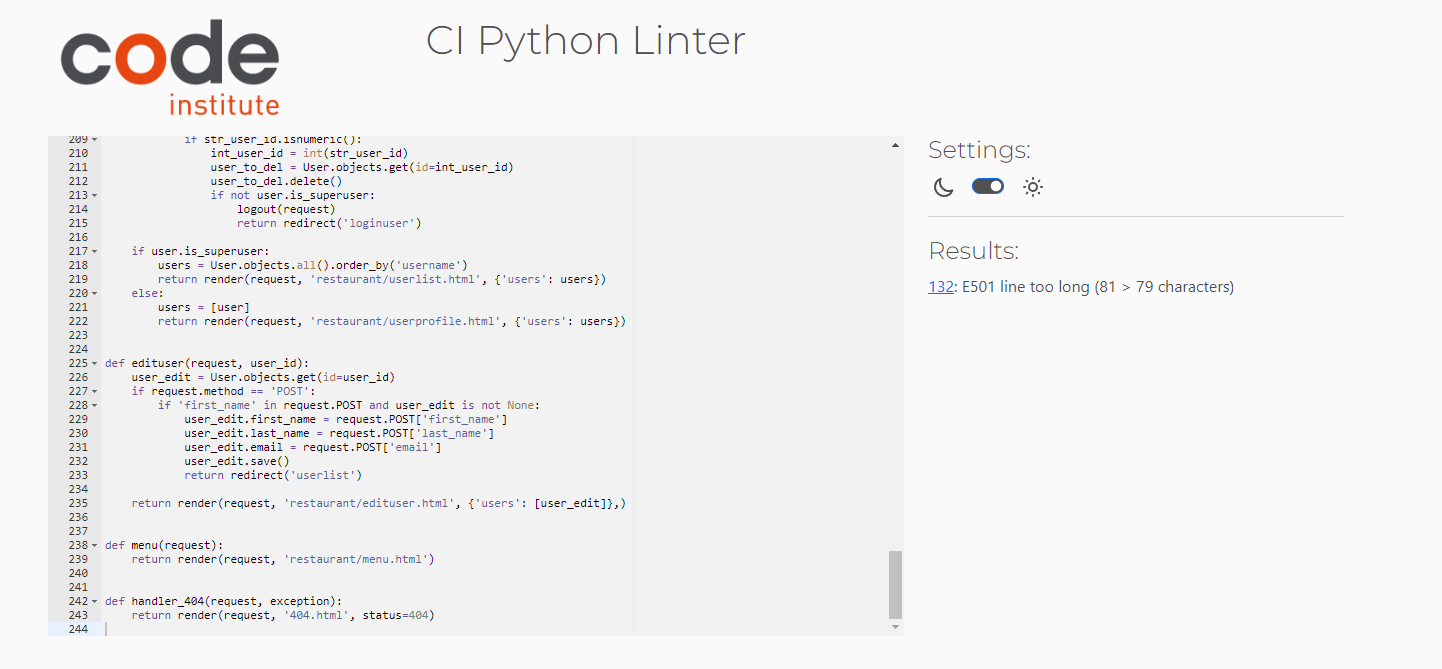 code
institute
CI Python Linter
209 if str_user_id.isnumeric():
210 int_user_id = int(str_user_id)
211 user_to_del = User.objects.get(id=int_user_id)
212 user_to_del.delete()
213 if not user.is_superuser:
214 logout(request)
215 return redirect('loginuser')
216
217 if user.is_superuser:
218 users = User.objects.all().order_by('username')
219 return render(request, 'restaurant/userlist.html', {'users': users})
220 else:
221 users = [user]
222 return render(request, 'restaurant/userprofile.html', {'users': users})
223
224
225 def edituser(request, user_id):
226 user_edit = User.objects.get(id=user_id)
227 if request.method == 'POST':
228 if 'first_name' in request.POST and user_edit is not None:
229 user_edit.first_name = request.POST['first_name']
230 user_edit.last_name = request.POST['last_name']
231 user_edit.email = request.POST['email']
232 user_edit.save()
233 return redirect('userlist')
234
235 return render(request, 'restaurant/edituser.html', {'users': [user_edit]},)
236
237
238 def menu(request):
239 return render(request, 'restaurant/menu.html')
240
241
242 def handler_404(request, exception):
243 return render(request, '404.html', status=404)
244
Settings:
Results:
132: E501 line too long (81 > 79 characters)